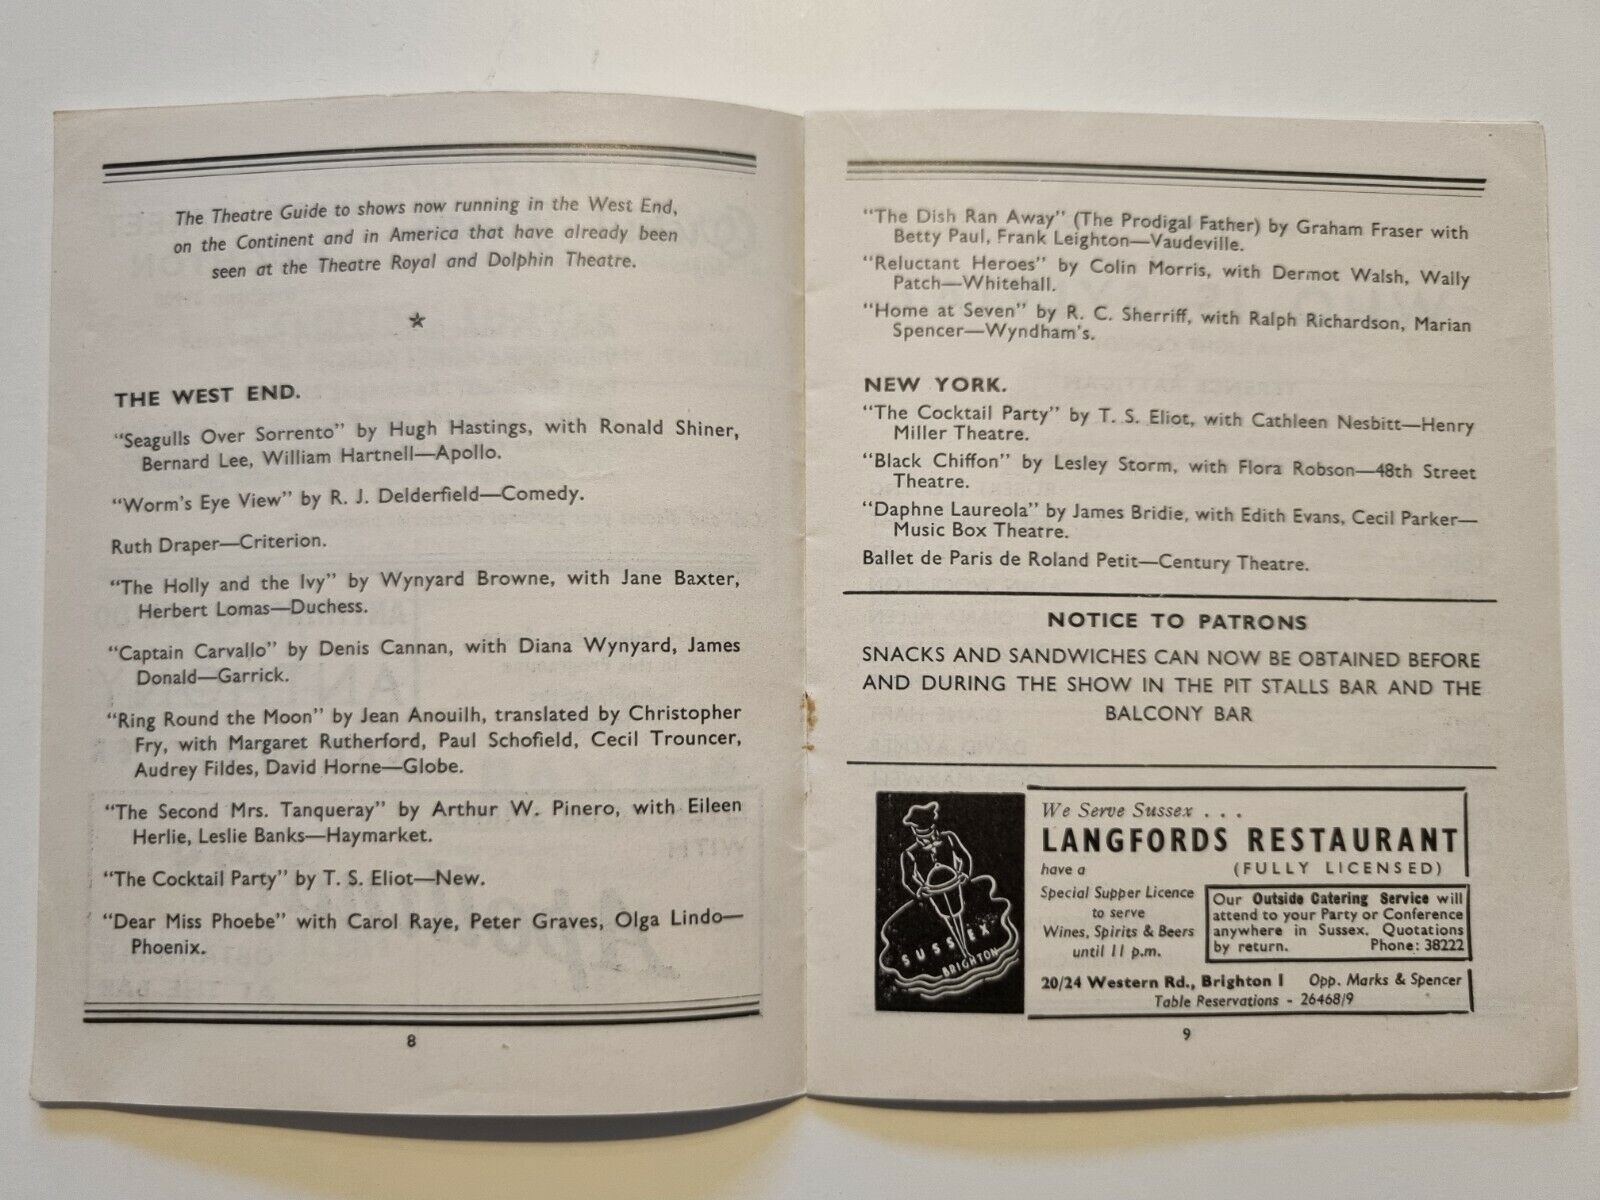 The Theatre Guide to shows now running in the West End,
on the Continent and in America that have already been
seen at the Theatre Royal and Dolphin Theatre.
THE WEST END.
"Seagulls Over Sorrento" by Hugh Hastings, with Ronald Shiner,
Bernard Lee, William Hartnell—Apollo.
"Worm's Eye View" by R. J. Delderfield—Comedy.
Ruth Draper—Criterion.
"The Holly and the Ivy" by Wynyard Browne, with Jane Baxter,
Herbert Lomas—Duchess.
"Captain Carvallo" by Denis Cannan, with Diana Wynyard, James
Donald—Garrick.
"Ring Round the Moon" by Jean Anouilh, translated by Christopher
Fry, with Margaret Rutherford, Paul Schofield, Cecil Trouncer,
Audrey Fildes, David Horne—Globe.
"The Second Mrs. Tanqueray" by Arthur W. Pinero, with Eileen
Herlie, Leslie Banks—Haymarket.
"The Cocktail Party" by T. S. Eliot—New.
"Dear Miss Phoebe" with Carol Raye, Peter Graves, Olga Lindo—
Phoenix.
8
"The Dish Ran Away" (The Prodigal Father) by Graham Fraser with
Betty Paul, Frank Leighton—Vaudeville.
"Reluctant Heroes" by Colin Morris, with Dermot Walsh, Wally
Patch—Whitehall.
"Home at Seven" by R. C. Sherriff, with Ralph Richardson, Marian
Spencer—Wyndham's.
NEW YORK.
"The Cocktail Party" by T. S. Eliot, with Cathleen Nesbitt—Henry
Miller Theatre.
"Black Chiffon" by Lesley Storm, with Flora Robson—48th Street
Theatre.
"Daphne Laureola" by James Bridie, with Edith Evans, Cecil Parker—
Music Box Theatre.
Ballet de Paris de Roland Petit—Century Theatre.
NOTICE TO PATRONS
SNACKS AND SANDWICHES CAN NOW BE OBTAINED BEFORE
AND DURING THE SHOW IN THE PIT STALLS BAR AND THE
BALCONY BAR
SUSSEX
BRIGHTON
We Serve Sussex . . .
LANGFORDS RESTAURANT
have a (FULLY LICENSED)
Special Supper Licence
to serve
Wines, Spirits & Beers
until 11 p.m.
Our Outside Catering Service will
attend to your Party or Conference
anywhere in Sussex. Quotations
by return. Phone: 38222
20/24 Western Rd., Brighton 1 Opp. Marks & Spencer
Table Reservations - 26468/9
9